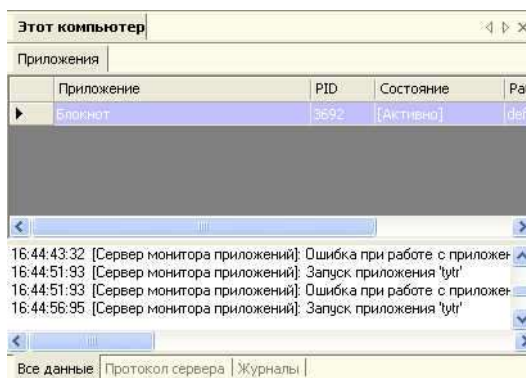 Этот компьютер
Приложения
Приложение PID Состояние
Блокнот 3692 [Активно]
16:44:43:32 [Сервер монитора приложений]: Ошибка при работе с приложен
16:44:51:93 [Сервер монитора приложений]: Запуск приложения 'tytr'
16:44:51:93 [Сервер монитора приложений]: Ошибка при работе с приложен
16:44:56:95 [Сервер монитора приложений]: Запуск приложения 'tytr'
Все данные Протокол сервера Журналы